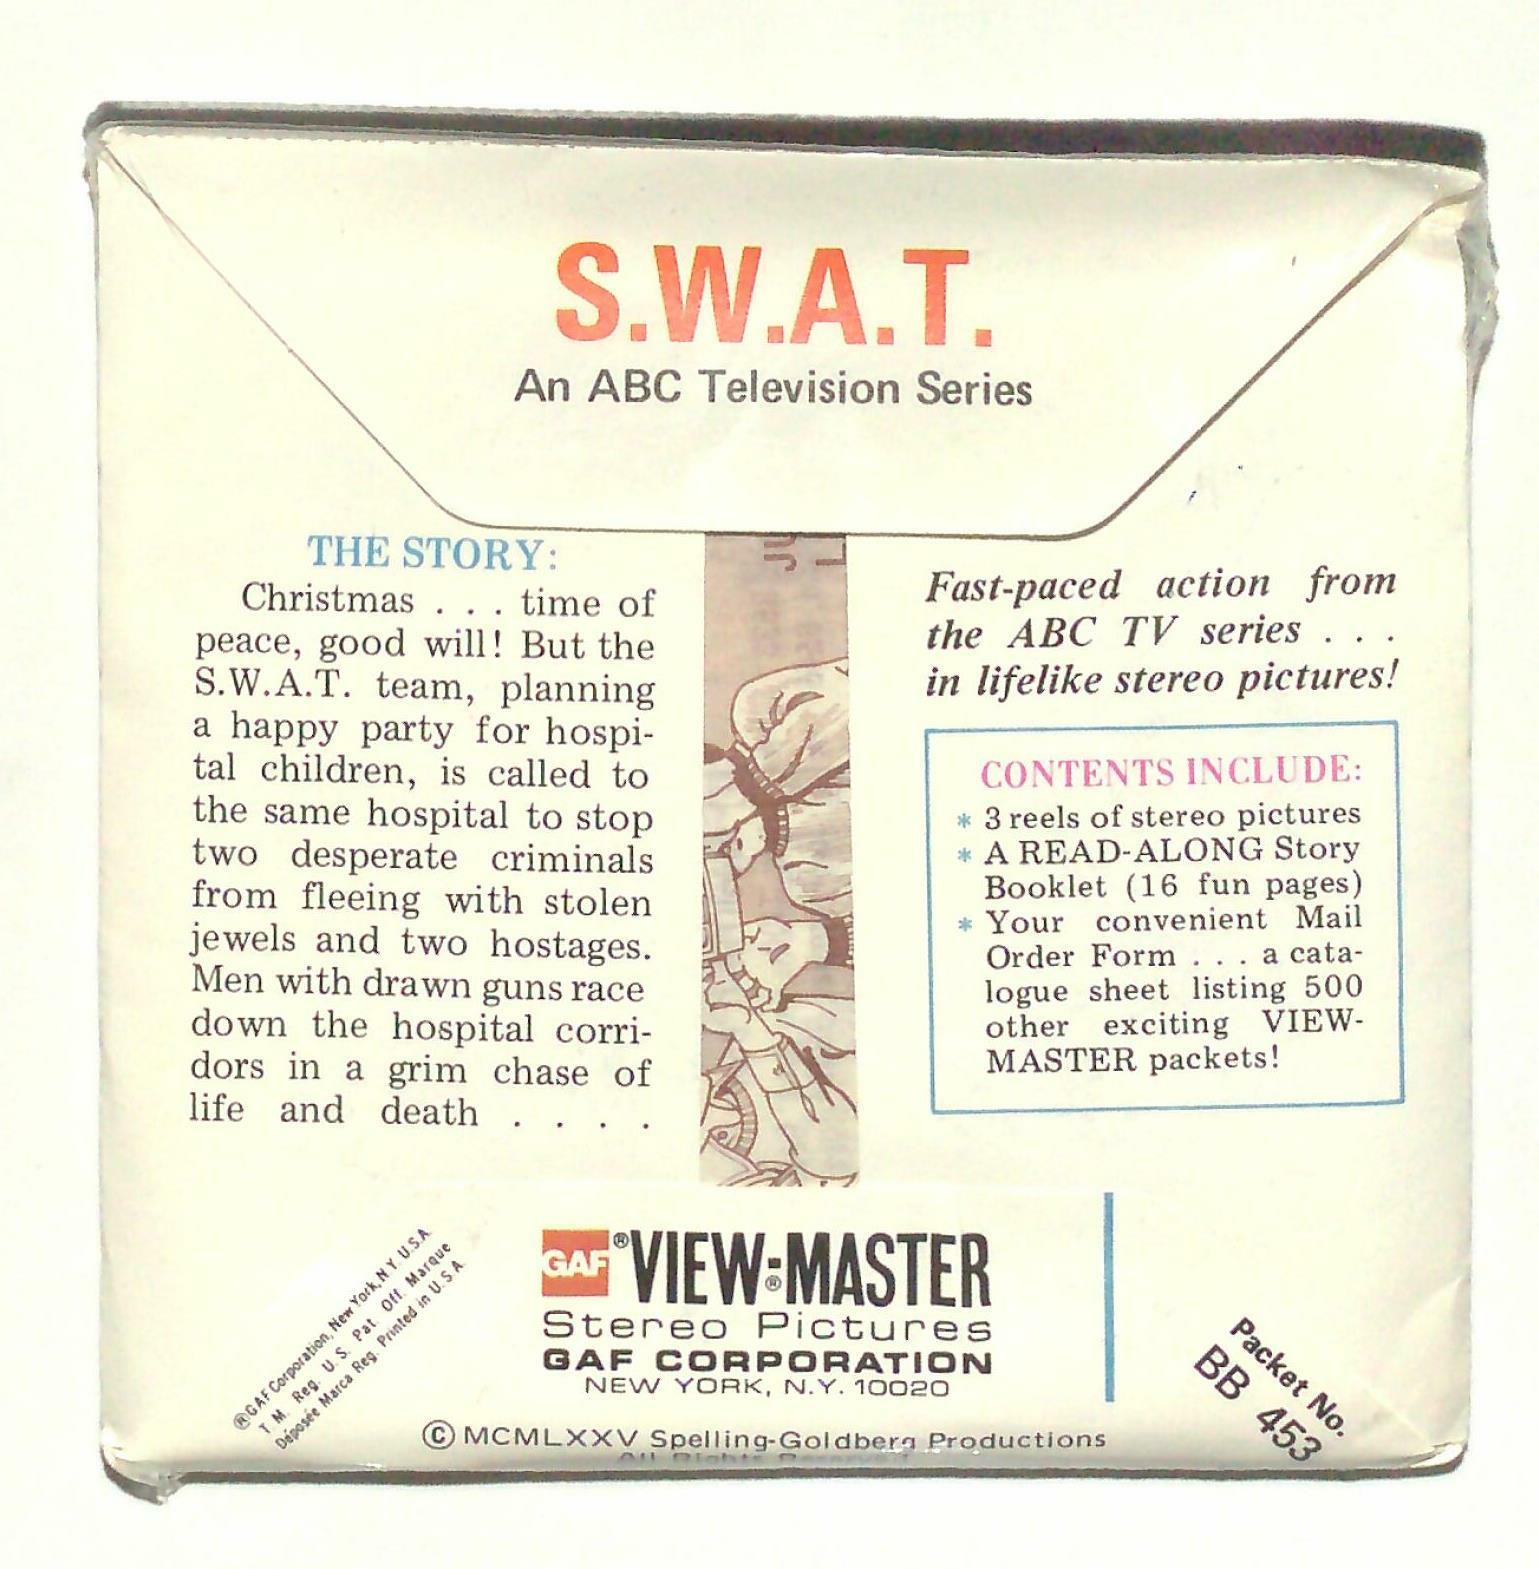 S.W.A.T.
An ABC Television Series
THE STORY:
Christmas . . . time of
peace, good will! But the
S.W.A.T. team, planning
a happy party for hospi-
tal children, is called to
the same hospital to stop
two desperate criminals
from fleeing with stolen
jewels and two hostages.
Men with drawn guns race
down the hospital corri-
dors in a grim chase of
life and death . . . .
Fast-paced action from
the ABC TV series . . .
in lifelike stereo pictures!
CONTENTS INCLUDE:
* 3 reels of stereo pictures
* A READ-ALONG Story
Booklet (16 fun pages)
* Your convenient Mail
Order Form . . . a cata-
logue sheet listing 500
other exciting VIEW-
MASTER packets!
®GAF Corporation, New York, N.Y. U.S.A.
T. M. Reg. U. S. Pat. Off. Marque
Déposée Marca Reg. Printed in U.S.A.
GAF® VIEW-MASTER®
Stereo Pictures
GAF CORPORATION
NEW YORK, N.Y. 10020
© MCMLXXV Spelling-Goldberg Productions
All Rights Reserved
Packet No.
BB 453